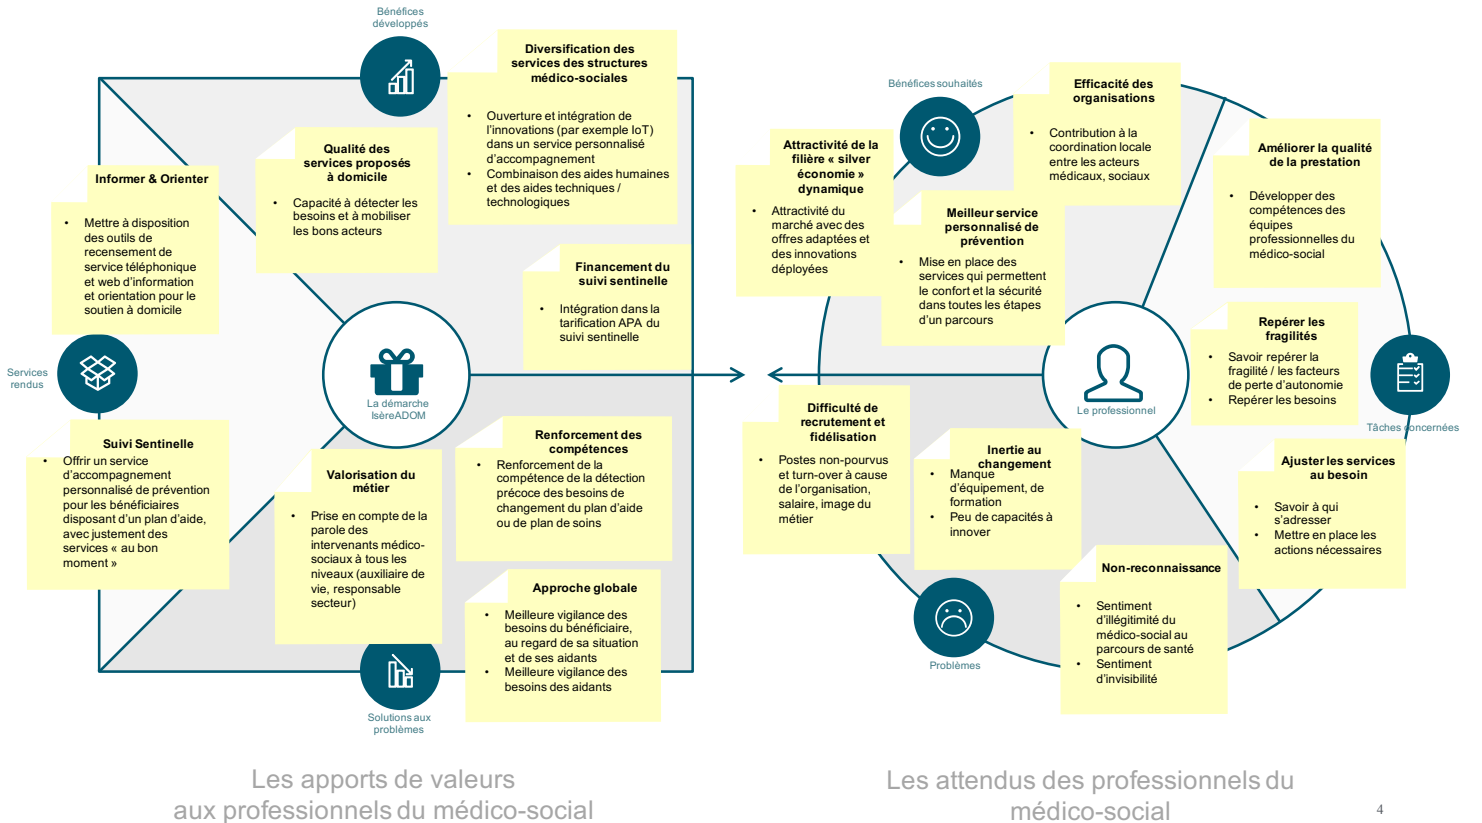 Bénéfices
développés
Diversification des
services des structures
médico-sociales
• Ouverture et intégration de
l'innovations (par exemple IoT)
dans un service personnalisé
d'accompagnement
• Combinaison des aides humaines
et des aides techniques /
technologiques
Qualité des
services proposés
à domicile
• Capacité à détecter les
besoins et à mobiliser
les bons acteurs
Informer & Orienter
• Mettre à disposition
des outils de
recensement de
service téléphonique
et web d'information
et orientation pour le
soutien à domicile
Financement du
suivi sentinelle
• Intégration dans la
tarification APA du
suivi sentinelle
Services
rendus
La démarche
IsèreADOM
Suivi Sentinelle
• Offrir un service
d'accompagnement
personnalisé de prévention
pour les bénéficiaires
disposant d'un plan d'aide,
avec justement des
services « au bon
moment »
Valorisation du
métier
• Prise en compte de la
parole des
intervenants médico-
sociaux à tous les
niveaux (auxiliaire de
vie, responsable
secteur)
Renforcement des
compétences
• Renforcement de la
compétence de la détection
précoce des besoins de
changement du plan d'aide
ou de plan de soins
Approche globale
• Meilleure vigilance des
besoins du bénéficiaire,
au regard de sa situation
et de ses aidants
• Meilleure vigilance des
besoins des aidants
Solutions aux
problèmes
Les apports de valeurs
aux professionnels du médico-social
Bénéfices souhaités
Efficacité des
organisations
• Contribution à la
coordination locale
entre les acteurs
médicaux, sociaux
Attractivité de la
filière « silver
économie »
dynamique
• Attractivité du
marché avec des
offres adaptées et
des innovations
déployées
Meilleur service
personnalisé de
prévention
• Mise en place des
services qui permettent
le confort et la sécurité
dans toutes les étapes
d'un parcours
Améliorer la qualité
de la prestation
• Développer des
compétences des
équipes
professionnelles du
médico-social
Repérer les
fragilités
• Savoir repérer la
fragilité / les facteurs
de perte d'autonomie
• Repérer les besoins
Le professionnel
Tâches concernées
Difficulté de
recrutement et
fidélisation
• Postes non-pourvus
et turn-over à cause
de l'organisation,
salaire, image du
métier
Inertie au
changement
• Manque
d'équipement, de
formation
• Peu de capacités à
innover
Ajuster les services
au besoin
• Savoir à qui
s'adresser
• Mettre en place les
actions nécessaires
Non-reconnaissance
• Sentiment
d'illégitimité du
médico-social au
parcours de santé
• Sentiment
d'invisibilité
Problèmes
Les attendus des professionnels du
médico-social
4